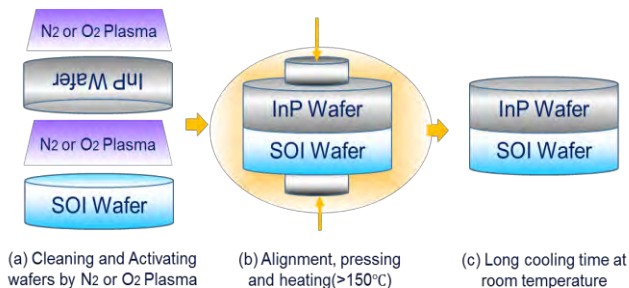 N2 or O2 Plasma
InP Wafer
N2 or O2 Plasma
SOI Wafer
(a) Cleaning and Activating
wafers by N2 or O2 Plasma
InP Wafer
SOI Wafer
(b) Alignment, pressing
and heating(>150℃)
InP Wafer
SOI Wafer
(c) Long cooling time at
room temperature